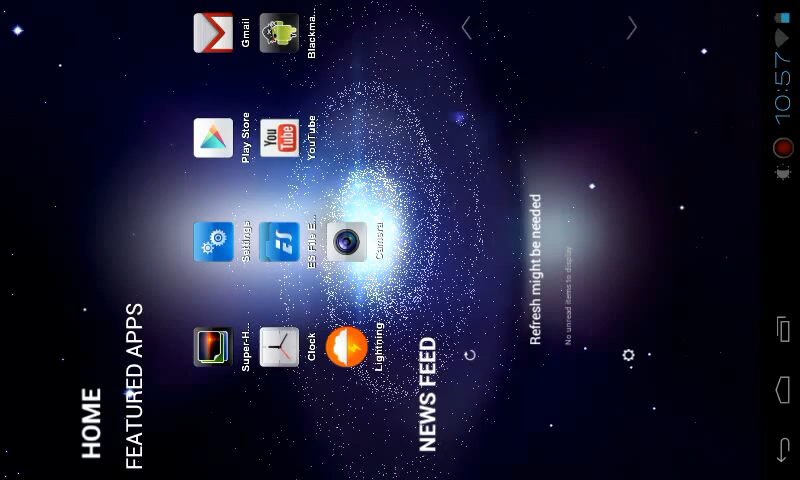 HOME
FEATURED APPS
Super-H...
Settings
Play Store
Gmail
Clock
ES File E...
YouTube
Blackma...
Lightning
Camera
NEWS FEED
Refresh might be needed
No unread items to display
10:57